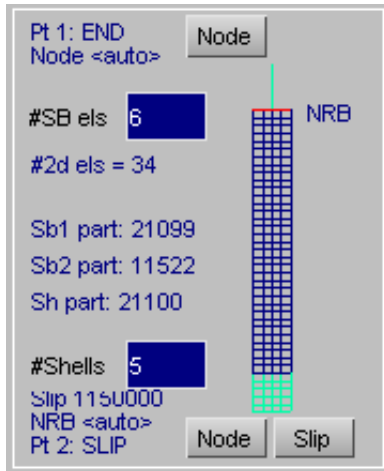 Pt 1: END
Node
Node <auto>
#SB els 6
NRB
#2d els = 34
Sb1 part: 21099
Sb2 part: 11522
Sh part: 21100
#Shells 5
Slip 1150000
NRB <auto>
Pt 2: SLIP
Node
Slip